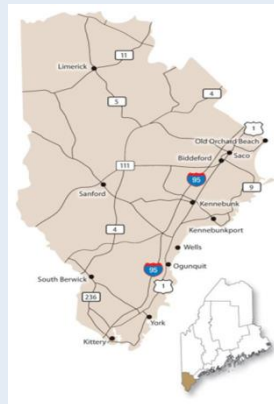 11
Limerick
5
4
1
Old Orchard Beach
Saco
Biddeford
111
95
9
Sanford
Kennebunk
Kennebunkport
4
Wells
95
Ogunquit
South Berwick
1
236
York
Kittery